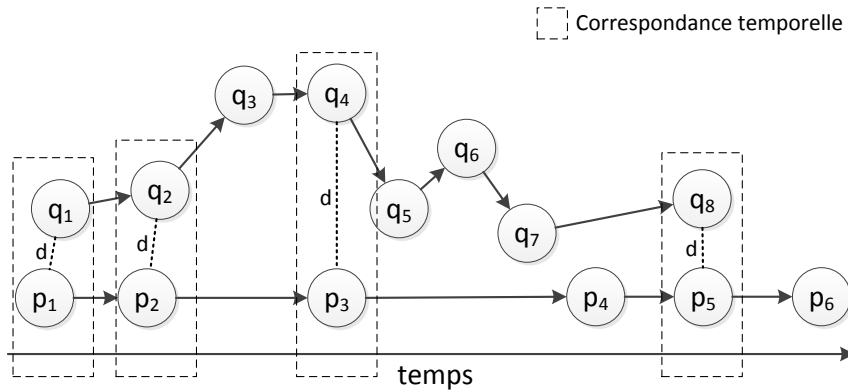 Correspondance temporelle
q₃
q₄
q₆
q₂
q₁
q₅
q₈
q₇
d
d
d
d
p₁
p₂
p₃
p₄
p₅
p₆
temps